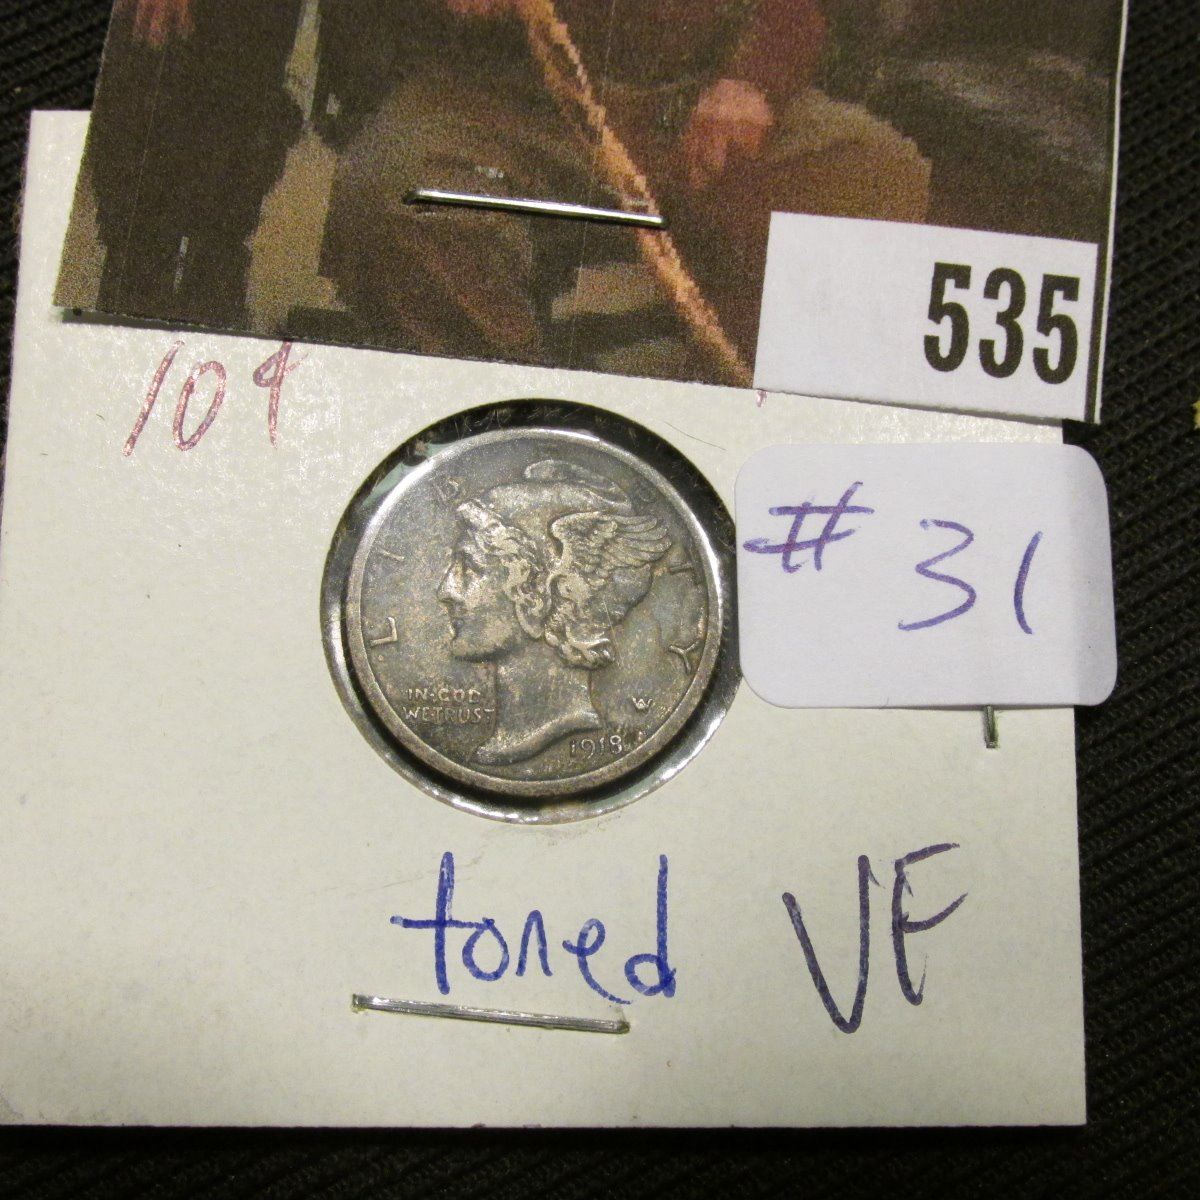 535
10¢
# 31
LIBERTY
IN·GOD
WE TRUST
W
1918
toned VF